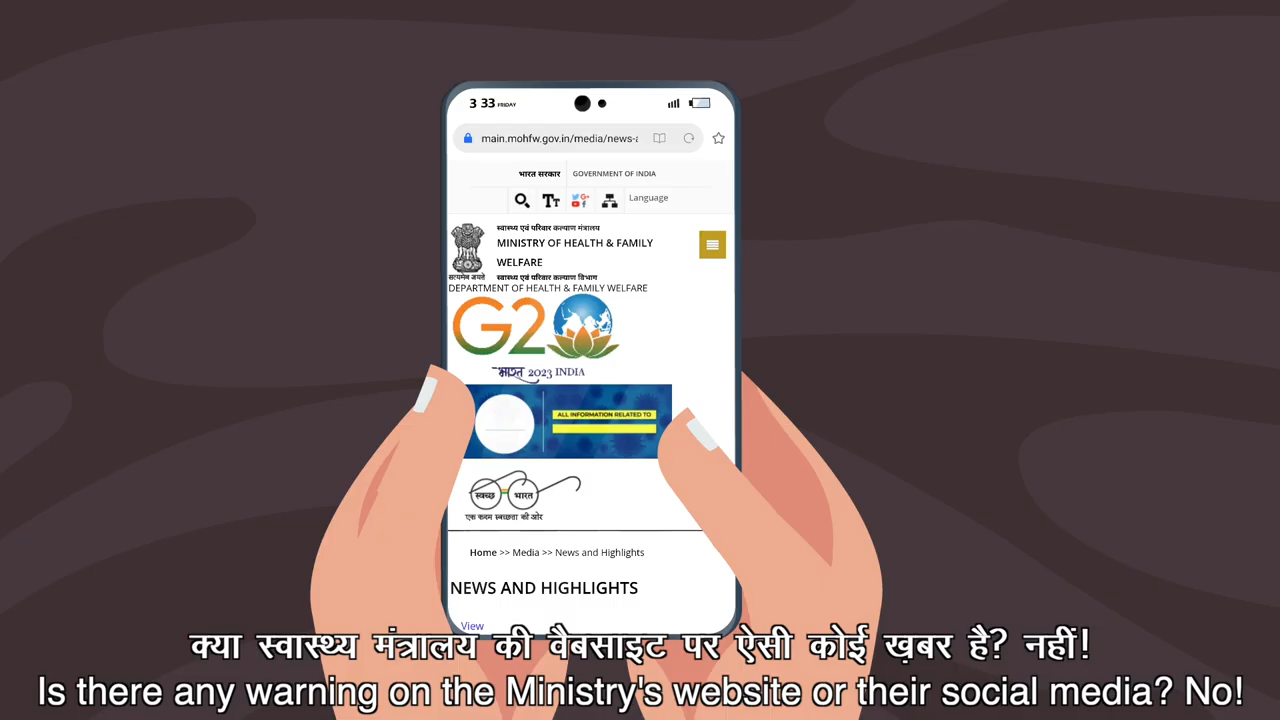 3 33 FRIDAY
main.mohfw.gov.in/media/news-a
भारत सरकार GOVERNMENT OF INDIA
TT Language
स्वास्थ्य एवं परिवार कल्याण मंत्रालय
MINISTRY OF HEALTH & FAMILY
WELFARE
सत्यमेव जयते स्वास्थ्य एवं परिवार कल्याण विभाग
DEPARTMENT OF HEALTH & FAMILY WELFARE
G20
भारत 2023 INDIA
ALL INFORMATION RELATED TO
स्वच्छ भारत
एक कदम स्वच्छता की ओर
Home >> Media >> News and Highlights
NEWS AND HIGHLIGHTS
View
क्या स्वास्थ्य मंत्रालय की वैबसाइट पर ऐसी कोई ख़बर है? नहीं!
Is there any warning on the Ministry's website or their social media? No!